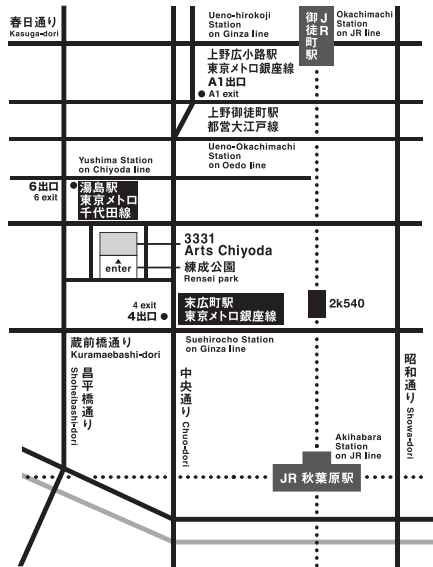 春日通り
Kasuga-dori
Ueno-hirokoji
Station
on Ginza line
JR
御徒町駅
Okachimachi
Station
on JR line
上野広小路駅
東京メトロ銀座線
A1出口
A1 exit
上野御徒町駅
都営大江戸線
Ueno-Okachimachi
Station
on Oedo line
Yushima Station
on Chiyoda line
6出口
6 exit
湯島駅
東京メトロ
千代田線
enter
3331
Arts Chiyoda
練成公園
Rensei park
4 exit
4出口
末広町駅
東京メトロ銀座線
2k540
蔵前橋通り
Kuramaebashi-dori
Suehirocho Station
on Ginza line
昌平橋通り
Shoheibashi-dori
中央通り
Chuo-dori
昭和通り
Showa-dori
Akihabara
Station
on JR line
JR 秋葉原駅